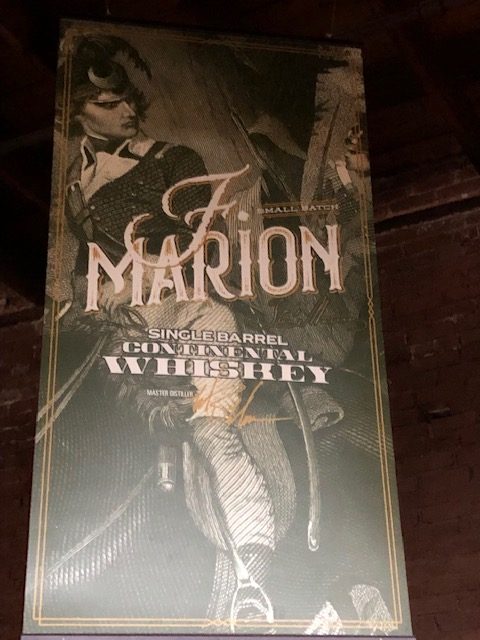 F
SMALL BATCH
MARION
SINGLE BARREL
CONTINENTAL
WHISKEY
MASTER DISTILLER